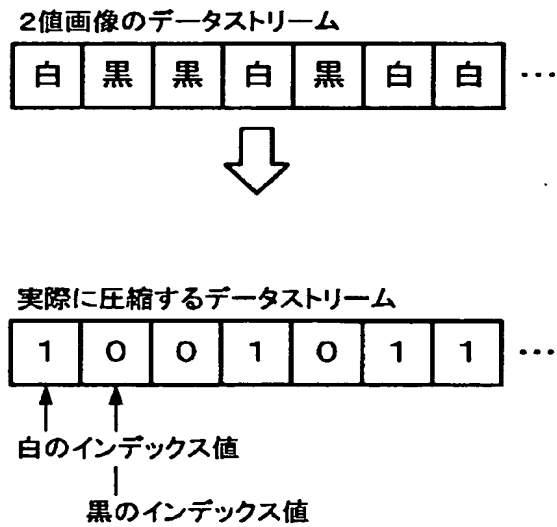 2値画像のデータストリーム
白 黒 黒 白 黒 白 白 …
実際に圧縮するデータストリーム
1 0 0 1 0 1 1 …
白のインデックス値
黒のインデックス値